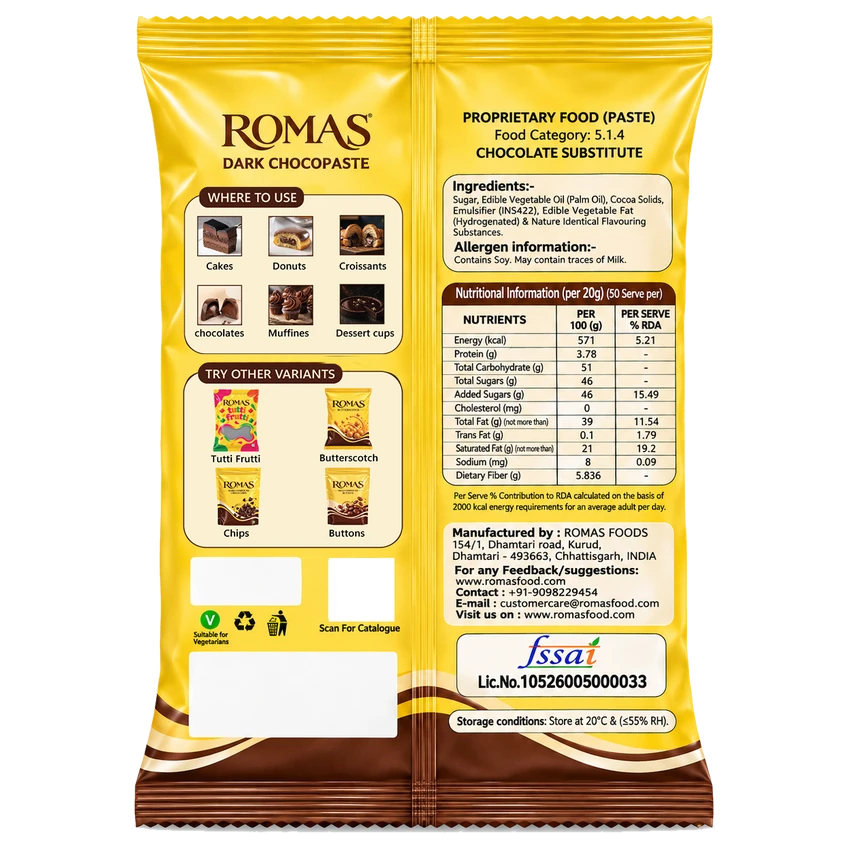 ROMAS®
DARK CHOCOPASTE
WHERE TO USE
Cakes
Donuts
Croissants
chocolates
Muffines
Dessert cups
TRY OTHER VARIANTS
ROMAS
tutti
frutti
Tutti Frutti
ROMAS
Butterscotch
ROMAS
Chips
ROMAS
Buttons
V
Suitable for
Vegetarians
Scan For Catalogue
PROPRIETARY FOOD (PASTE)
Food Category: 5.1.4
CHOCOLATE SUBSTITUTE
Ingredients:-
Sugar, Edible Vegetable Oil (Palm Oil), Cocoa Solids,
Emulsifier (INS422), Edible Vegetable Fat
(Hydrogenated) & Nature Identical Flavouring
Substances.
Allergen information:-
Contains Soy. May contain traces of Milk.
Nutritional Information (per 20g) (50 Serve per)
NUTRIENTS PER 100 (g) PER SERVE % RDA
Energy (kcal) 571 5.21
Protein (g) 3.78 -
Total Carbohydrate (g) 51 -
Total Sugars (g) 46 -
Added Sugars (g) 46 15.49
Cholesterol (mg) 0 -
Total Fat (g) (not more than) 39 11.54
Trans Fat (g) 0.1 1.79
Saturated Fat (g) (not more than) 21 19.2
Sodium (mg) 8 0.09
Dietary Fiber (g) 5.836 -
Per Serve % Contribution to RDA calculated on the basis of
2000 kcal energy requirements for an average adult per day.
Manufactured by : ROMAS FOODS
154/1, Dhamtari road, Kurud,
Dhamtari - 493663, Chhattisgarh, INDIA
For any Feedback/suggestions:
www.romasfood.com
Contact : +91-9098229454
E-mail : customercare@romasfood.com
Visit us on : www.romasfood.com
fssai
Lic.No.10526005000033
Storage conditions: Store at 20°C & (≤55% RH).